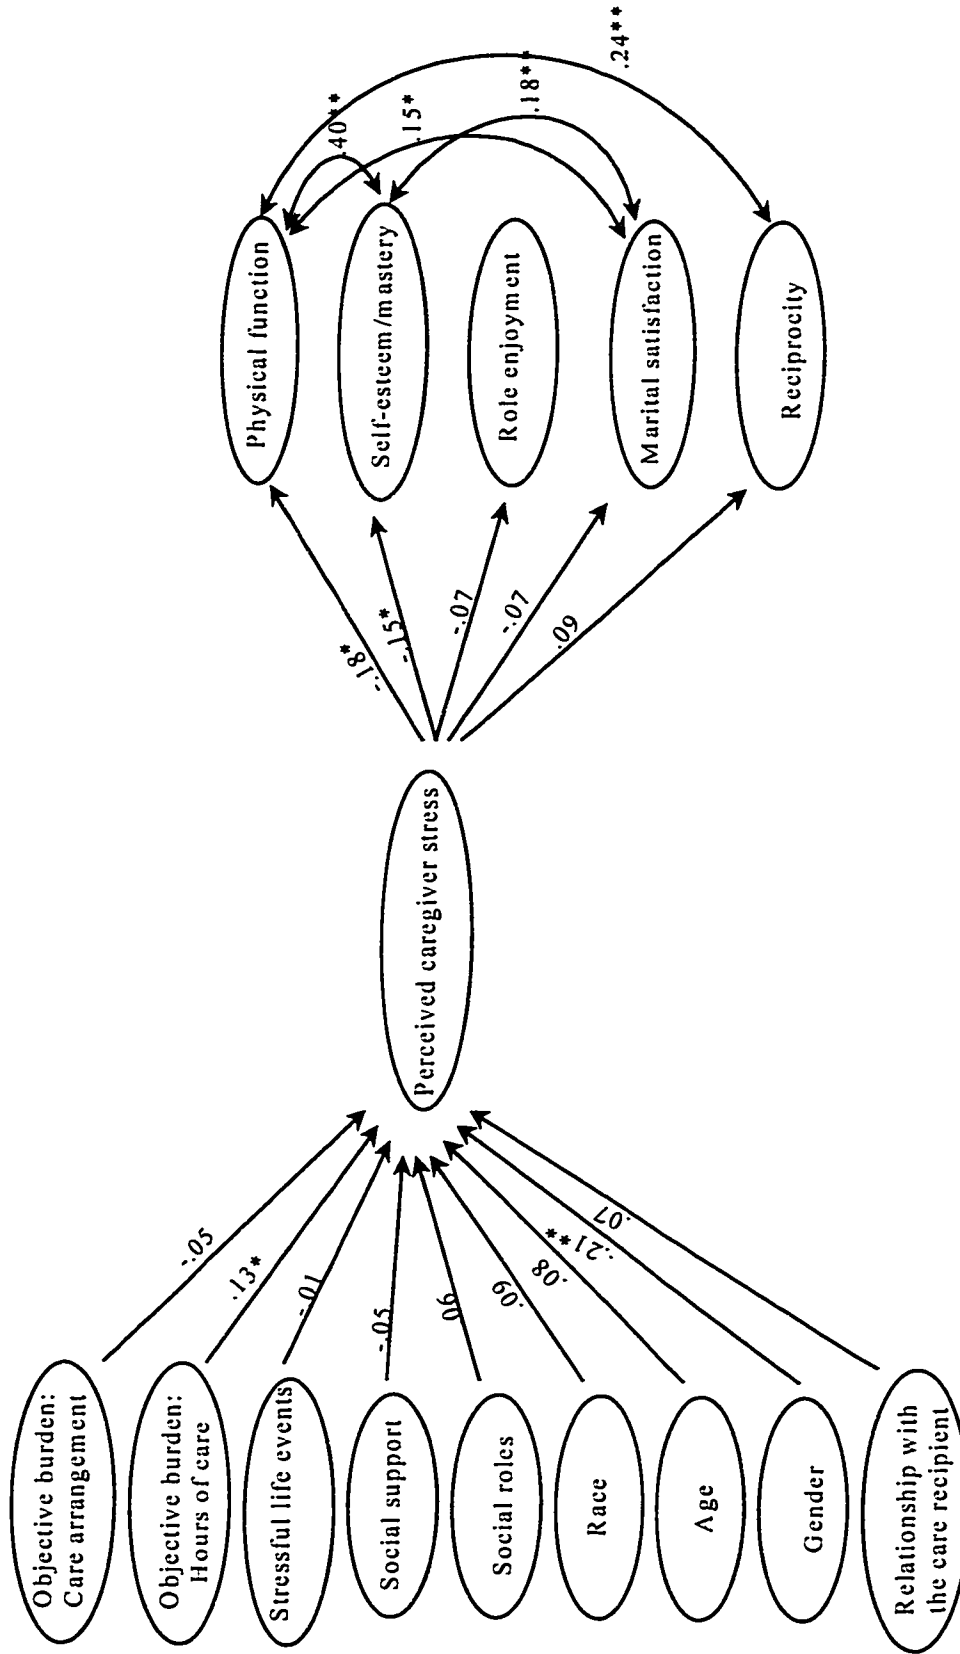 Objective burden:
Care arrangement
Objective burden:
Hours of care
Stressful life events
Social support
Social roles
Race
Age
Gender
Relationship with
the care recipient
-.05
.13*
-.01
-.05
.06
.09
.08
.21**
.07
Perceived caregiver stress
-.18*
-.15*
-.07
-.07
.09
Physical function
Self-esteem/mastery
Role enjoyment
Marital satisfaction
Reciprocity
.40**
.15*
.18*
.24**